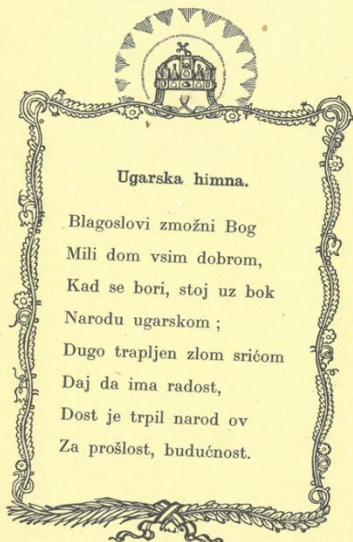 Ugarska himna.
Blagoslovi zmožni Bog
Mili dom vsim dobrom,
Kad se bori, stoj uz bok
Narodu ugarskom ;
Dugo trapljen zlom srićom
Daj da ima radost,
Dost je trpil narod ov
Za prošlost, budućnost.